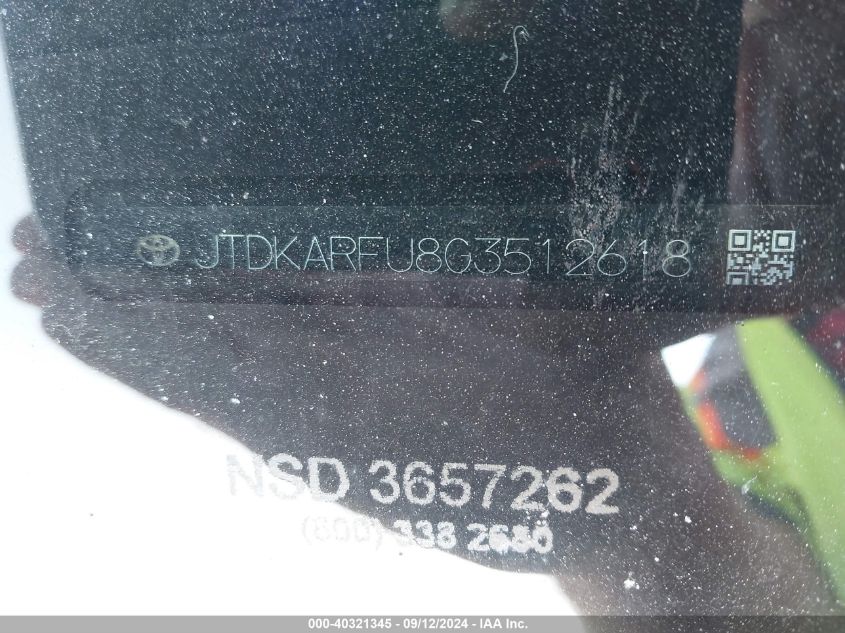 JTDKARFU8G3512618
NSD 3657262
(800) 338 2680
000-40321345 - 09/12/2024 - IAA Inc.